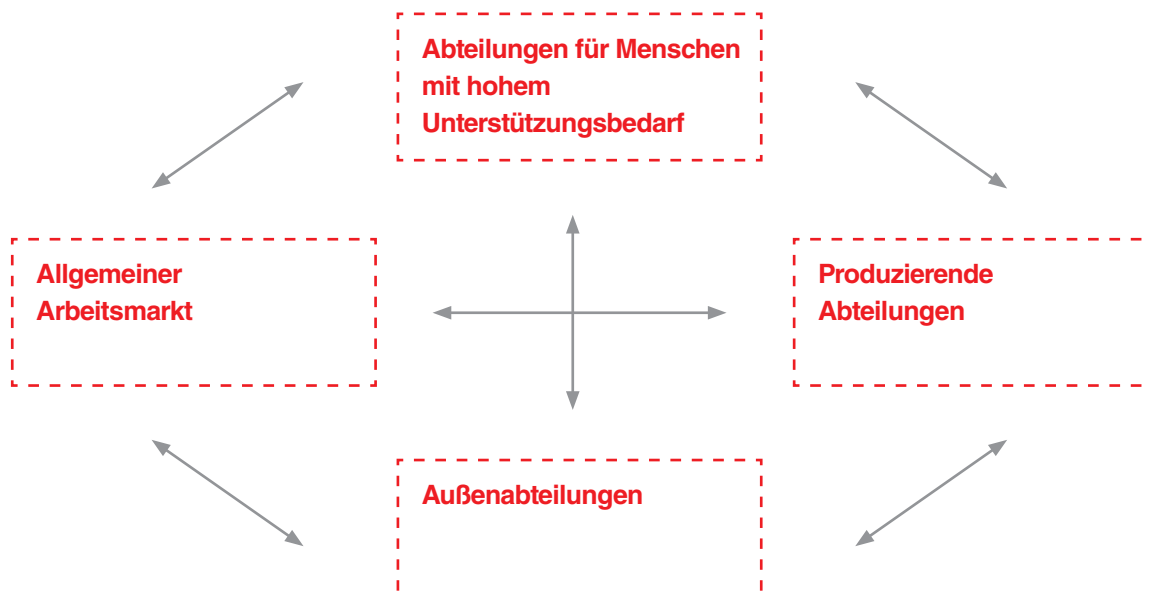 Abteilungen für Menschen
mit hohem
Unterstützungsbedarf
Allgemeiner
Arbeitsmarkt
Produzierende
Abteilungen
Außenabteilungen